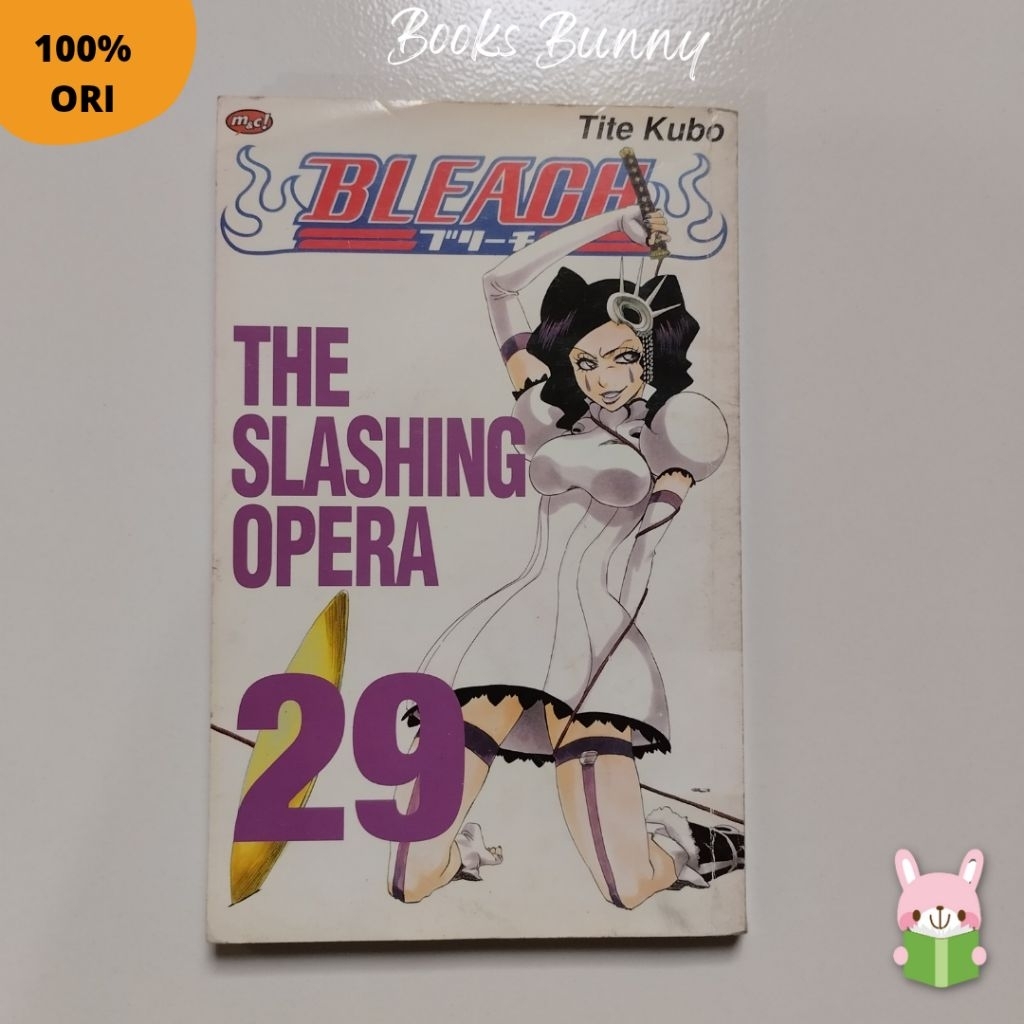 100%
ORI
Books Bunny
m&c!
Tite Kubo
BLEACH
ブリーチ
THE
SLASHING
OPERA
29